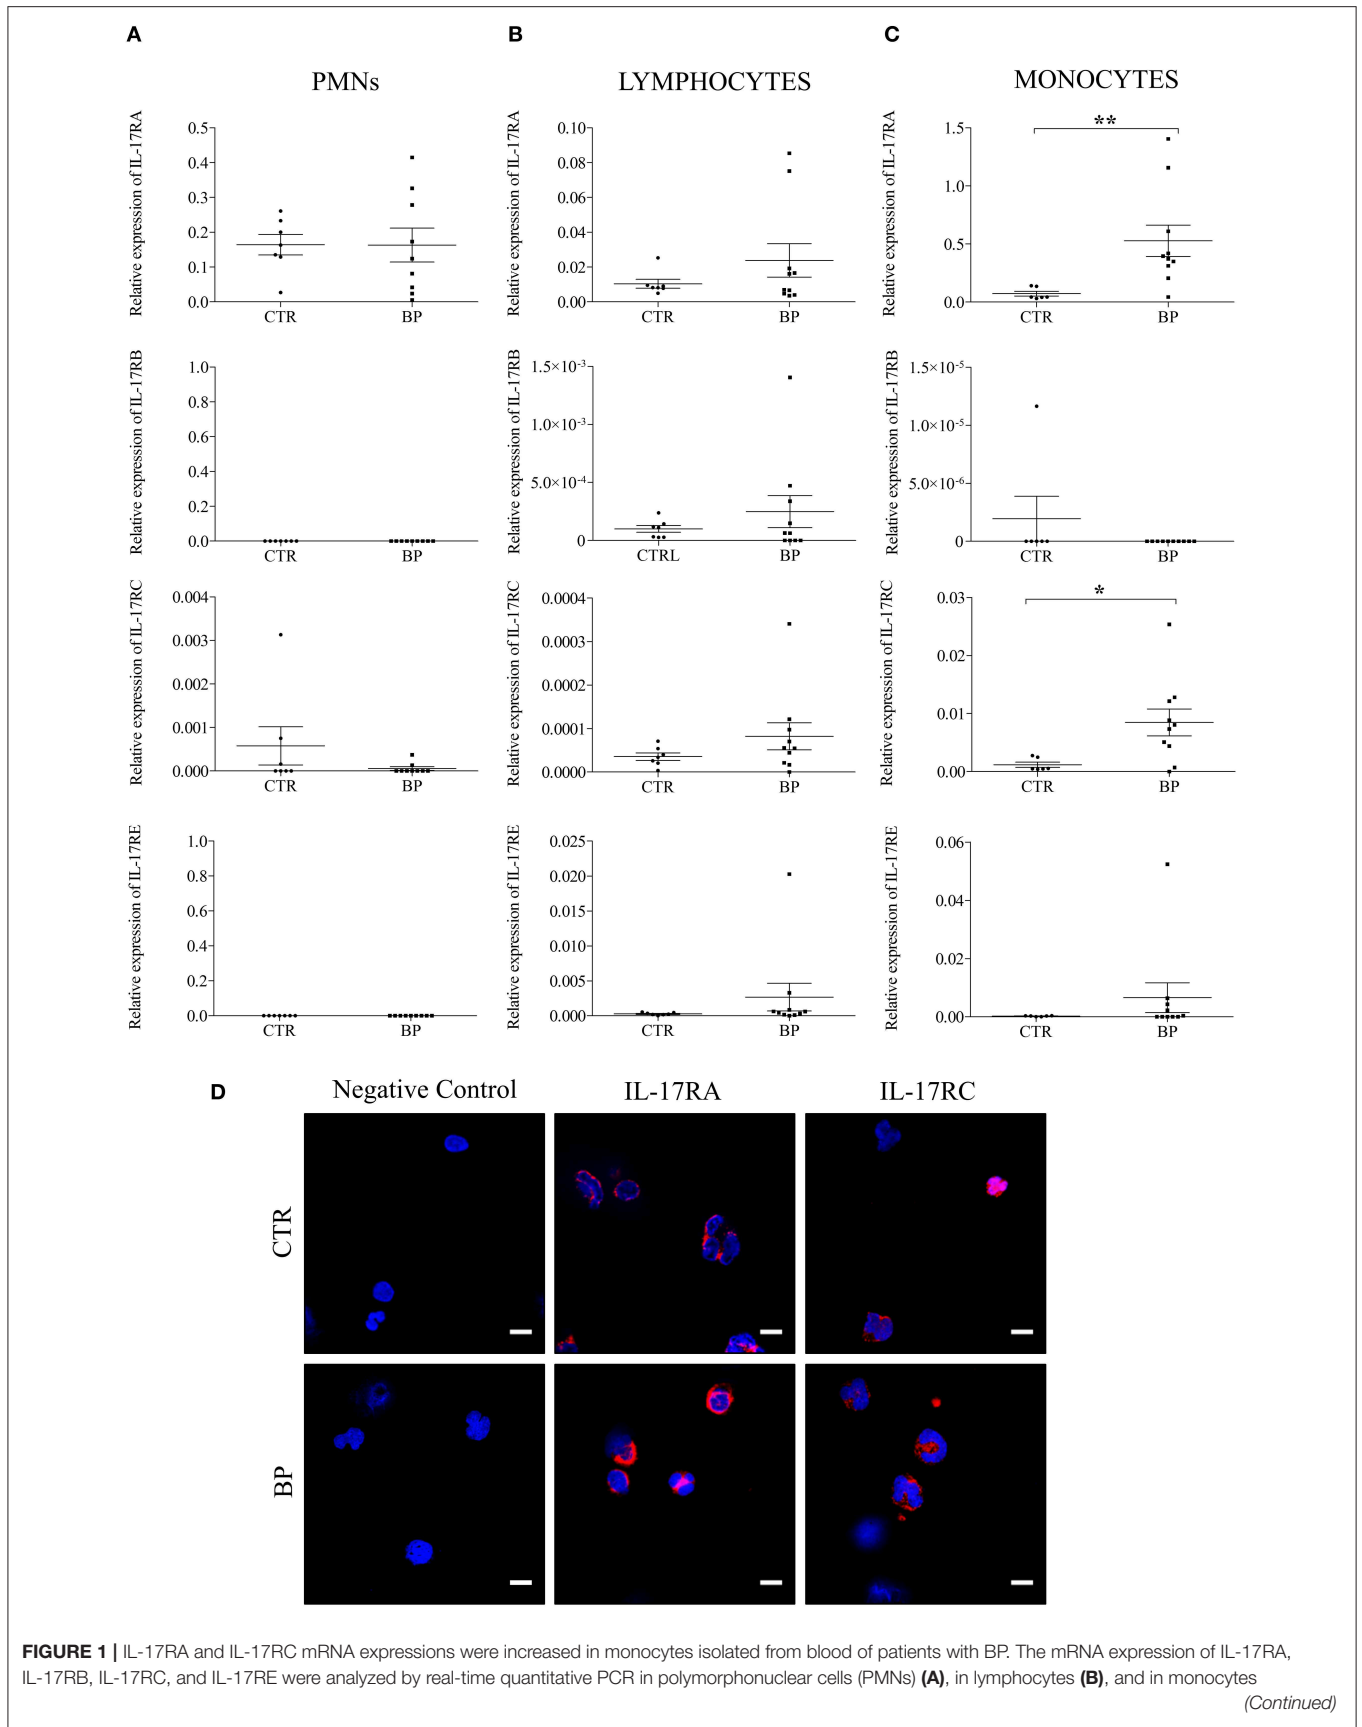 A
B
C
PMNs
LYMPHOCYTES
MONOCYTES
Relative expression of IL-17RA
0.5
0.4
0.3
0.2
0.1
0.0
CTR
BP
Relative expression of IL-17RA
0.10
0.08
0.06
0.04
0.02
0.00
CTR
BP
Relative expression of IL-17RA
1.5
1.0
0.5
0.0
**
CTR
BP
Relative expression of IL-17RB
1.0
0.8
0.6
0.4
0.2
0.0
CTR
BP
Relative expression of IL-17RB
1.5×10⁻³
1.0×10⁻³
5.0×10⁻⁴
0
CTRL
BP
Relative expression of IL-17RB
1.5×10⁻⁵
1.0×10⁻⁵
5.0×10⁻⁶
0
CTR
BP
Relative expression of IL-17RC
0.004
0.003
0.002
0.001
0.000
CTR
BP
Relative expression of IL-17RC
0.0004
0.0003
0.0002
0.0001
0.0000
CTR
BP
Relative expression of IL-17RC
0.03
0.02
0.01
0.00
*
CTR
BP
Relative expression of IL-17RE
1.0
0.8
0.6
0.4
0.2
0.0
CTR
BP
Relative expression of IL-17RE
0.025
0.020
0.015
0.010
0.005
0.000
CTR
BP
Relative expression of IL-17RE
0.06
0.04
0.02
0.00
CTR
BP
D
Negative Control
IL-17RA
IL-17RC
CTR
BP
FIGURE 1 | IL-17RA and IL-17RC mRNA expressions were increased in monocytes isolated from blood of patients with BP. The mRNA expression of IL-17RA,
IL-17RB, IL-17RC, and IL-17RE were analyzed by real-time quantitative PCR in polymorphonuclear cells (PMNs) (A), in lymphocytes (B), and in monocytes
(Continued)